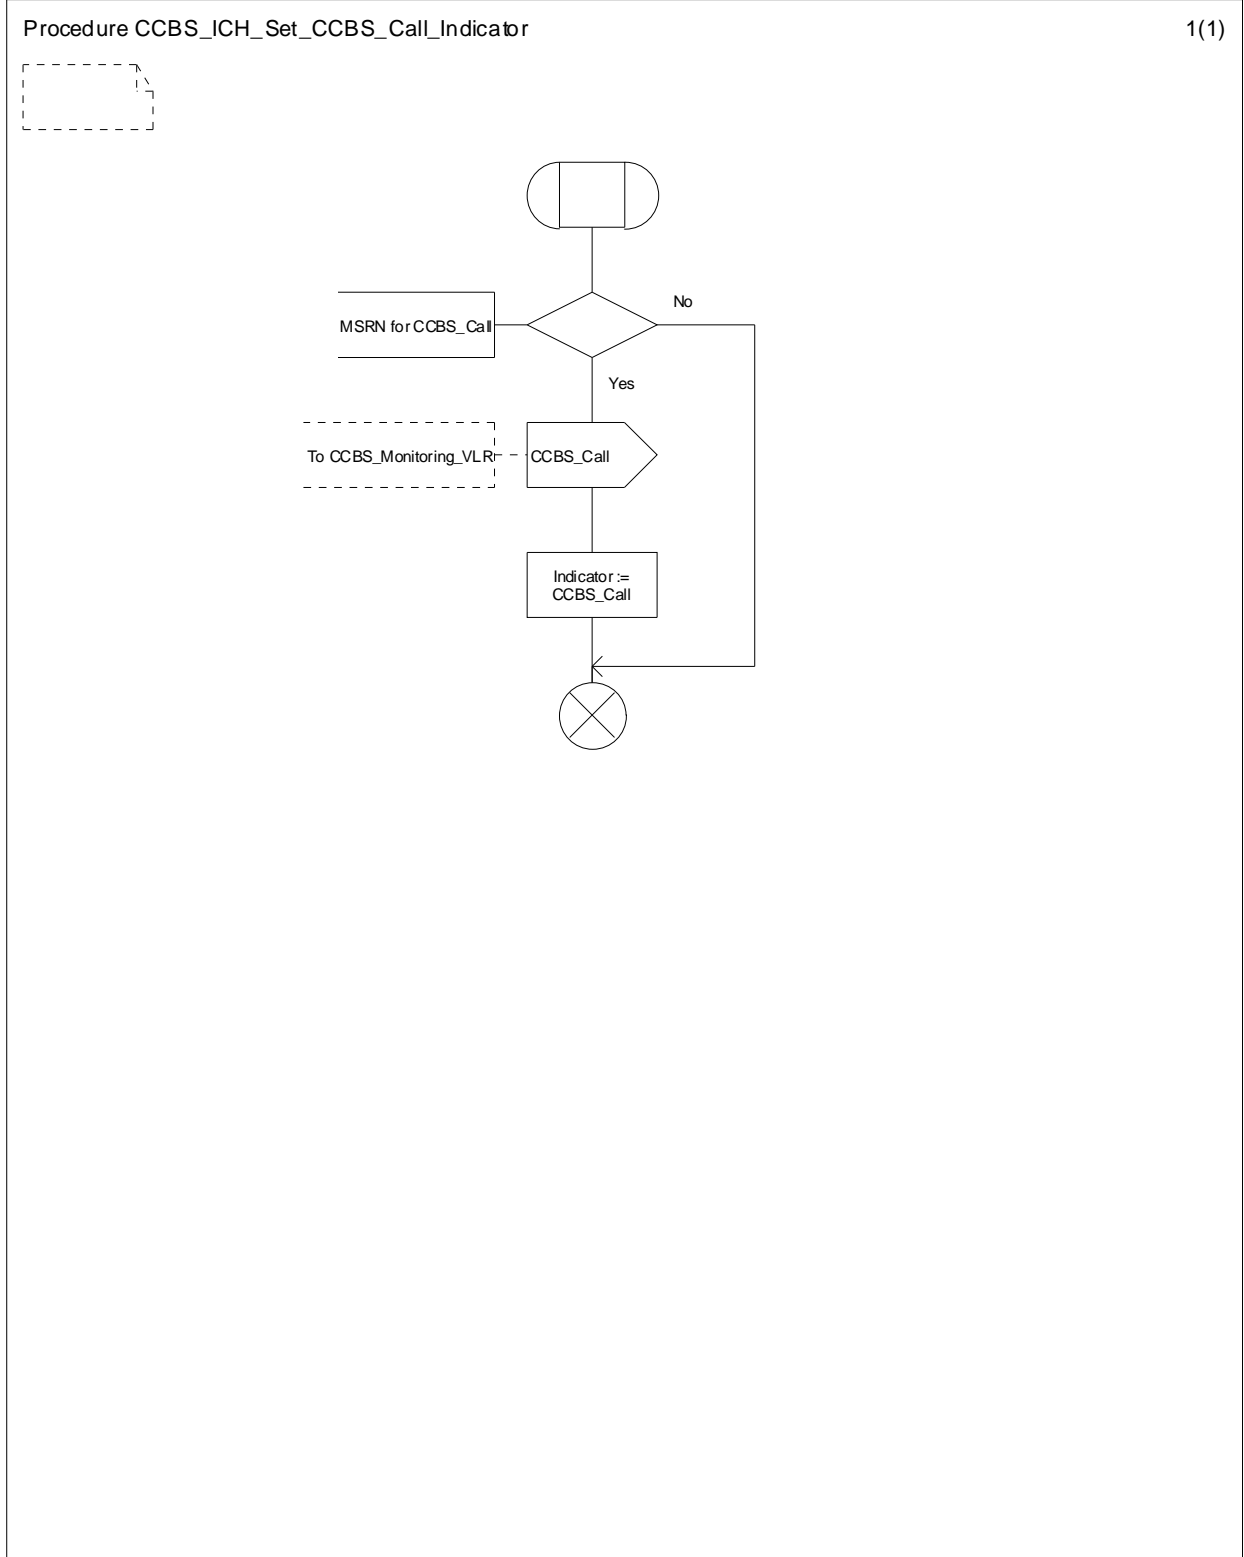 Procedure CCBS_ICH_Set_CCBS_Call_Indicator
1(1)
No
MSRN for CCBS_Call
Yes
To CCBS_Monitoring_VLR
CCBS_Call
Indicator :=
CCBS_Call